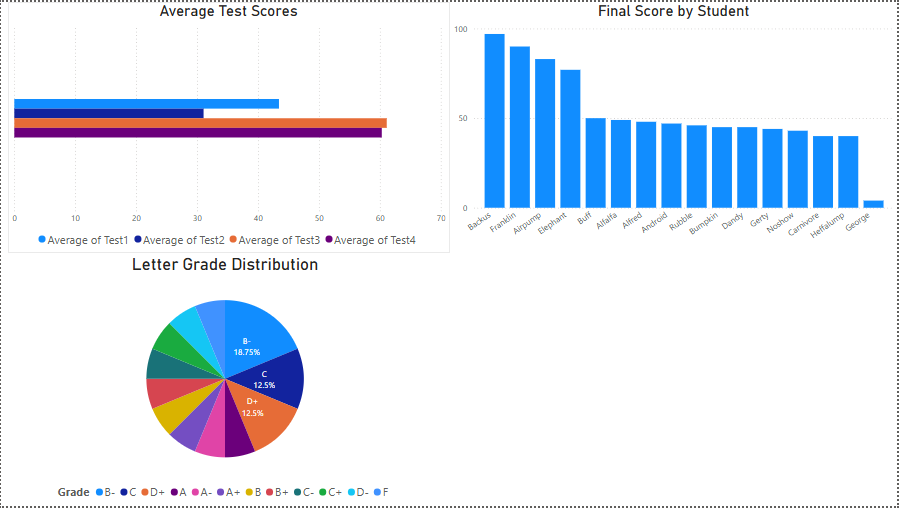 Average Test Scores
0 10 20 30 40 50 60 70
Average of Test1 Average of Test2 Average of Test3 Average of Test4
Final Score by Student
100
50
0
Backus Franklin Airpump Elephant Buff Alfalfa Alfred Android Rubble Bumpkin Dandy Gerty Noshow Carnivore Heffalump George
Letter Grade Distribution
B-
18.75%
C
12.5%
D+
12.5%
Grade B- C D+ A A- A+ B B+ C- C+ D- F